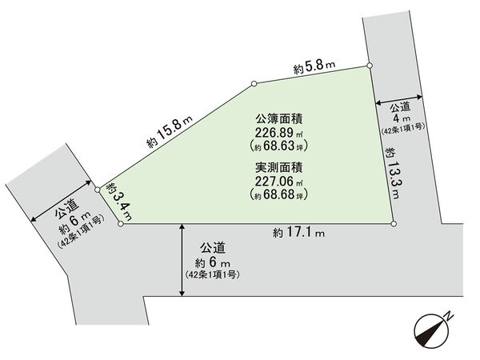 約5.8m
約15.8m
公簿面積
226.89㎡
(約68.63坪)
実測面積
227.06㎡
(約68.68坪)
公道
4m
(42条1項1号)
約13.3m
約3.4m
公道
約6m
(42条1項1号)
約17.1m
公道
約6m
(42条1項1号)
N